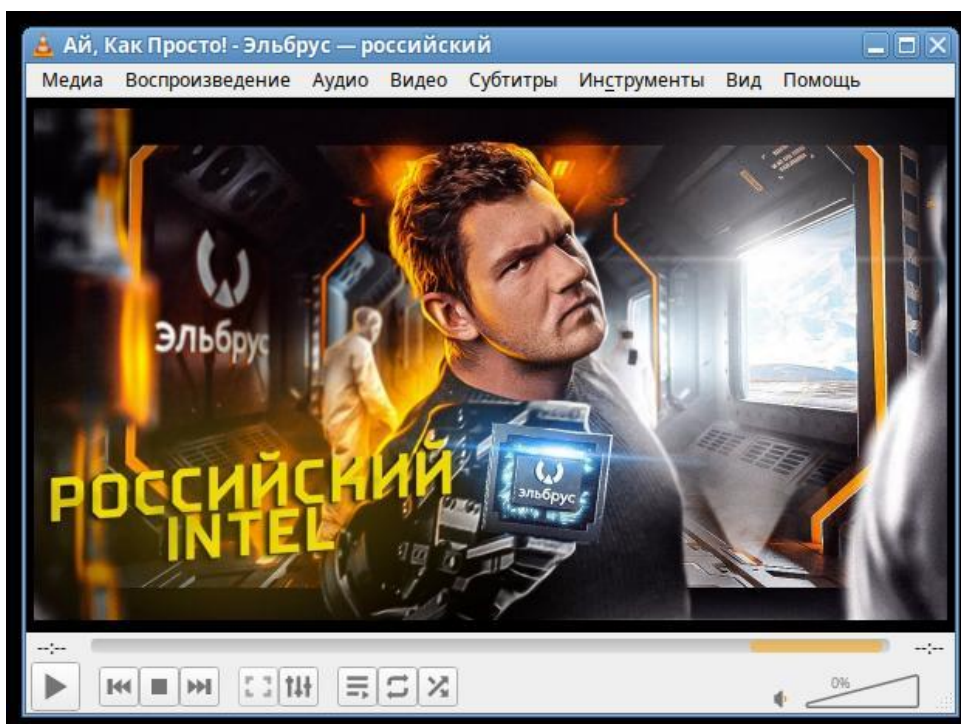 Ай, Как Просто! - Эльбрус — российский
Медиа Воспроизведение Аудио Видео Субтитры Инструменты Вид Помощь
эльбрус
эльбрус
РОССИЙСКИЙ
INTEL
--:-- --:--
0%